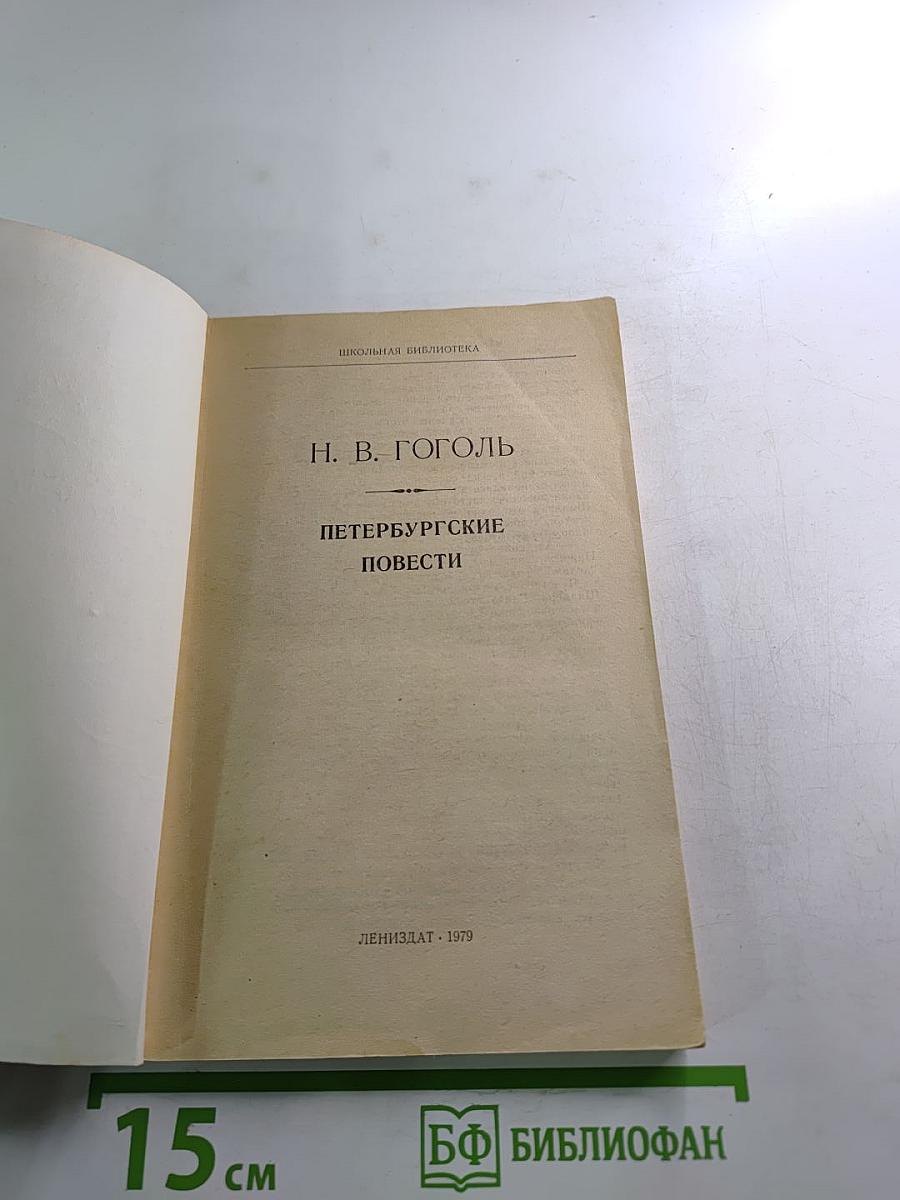 ШКОЛЬНАЯ БИБЛИОТЕКА
Н. В. ГОГОЛЬ
ПЕТЕРБУРГСКИЕ
ПОВЕСТИ
ЛЕНИЗДАТ · 1979
15 см
БФ БИБЛИОФАН